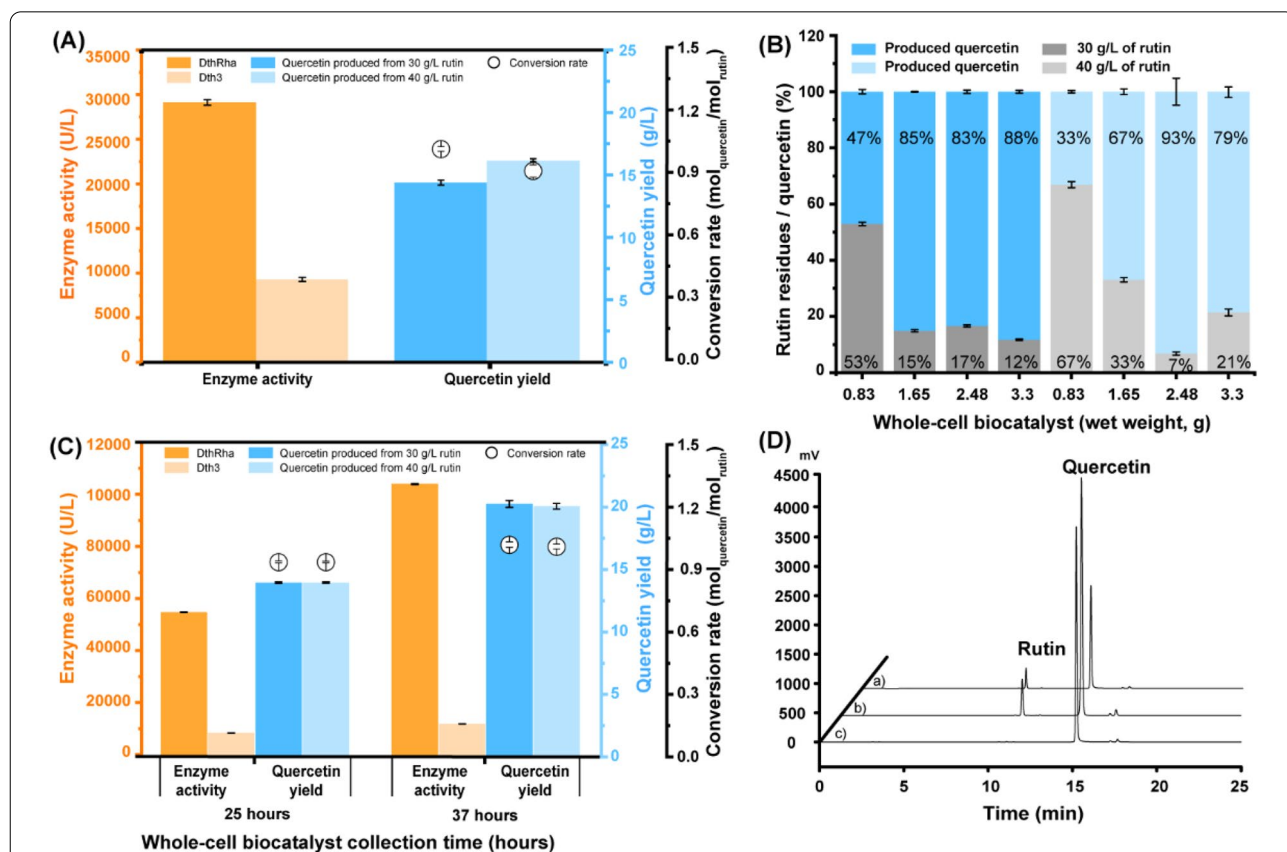 (A)
35000
30000
25000
20000
15000
10000
5000
0
Enzyme activity (U/L)
DthRha
Dth3
Quercetin produced from 30 g/L rutin
Quercetin produced from 40 g/L rutin
Conversion rate
Enzyme activity
Quercetin yield
25
20
15
10
5
0
Quercetin yield (g/L)
1.5
1.2
0.9
0.6
0.3
0.0
Conversion rate (molquercetin/molrutin)
(B)
Produced quercetin 30 g/L of rutin
Produced quercetin 40 g/L of rutin
120
100
80
60
40
20
0
Rutin residues / quercetin (%)
47% 85% 83% 88% 33% 67% 93% 79%
53% 15% 17% 12% 67% 33% 7% 21%
0.83 1.65 2.48 3.3 0.83 1.65 2.48 3.3
Whole-cell biocatalyst (wet weight, g)
(C)
12000
10000
80000
60000
40000
20000
0
Enzyme activity (U/L)
DthRha
Dth3
Quercetin produced from 30 g/L rutin
Quercetin produced from 40 g/L rutin
Conversion rate
25
20
15
10
5
0
Quercetin yield (g/L)
1.5
1.2
0.9
0.6
0.3
0.0
Conversion rate (molquercetin/molrutin)
Enzyme activity
Quercetin yield
Enzyme activity
Quercetin yield
25 hours
37 hours
Whole-cell biocatalyst collection time (hours)
(D)
mV
4500
4000
3500
3000
2500
2000
1500
1000
500
0
Quercetin
Rutin
a)
b)
c)
0 5 10 15 20 25
Time (min)